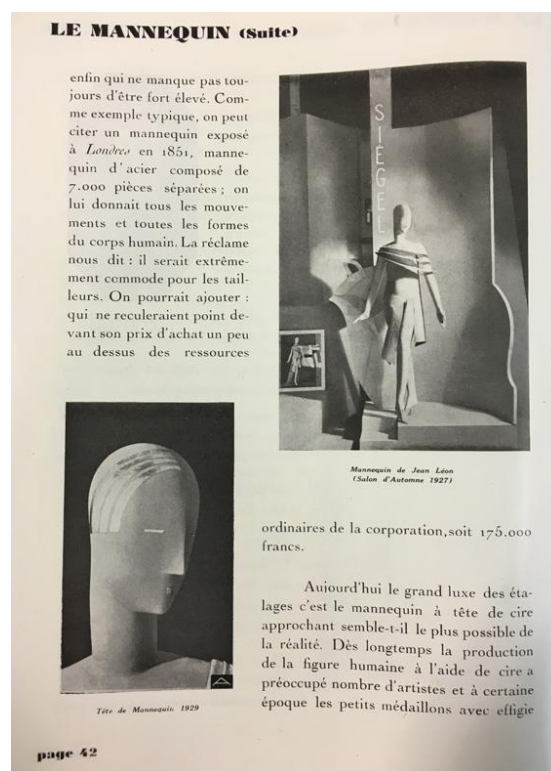 LE MANNEQUIN (Suite)
enfin qui ne manque pas tou-
jours d'être fort élevé. Com-
me exemple typique, on peut
citer un mannequin exposé
à Londres en 1851, manne-
quin d'acier composé de
7.000 pièces séparées ; on
lui donnait tous les mouve-
ments et toutes les formes
du corps humain. La réclame
nous dit : il serait extrême-
ment commode pour les tail-
leurs. On pourrait ajouter :
qui ne reculeraient point de-
vant son prix d'achat un peu
au dessus des ressources
SIÉGEL
Mannequin de Jean Léon
(Salon d'Automne 1927)
Tête de Mannequin 1929
ordinaires de la corporation, soit 175.000
francs.
Aujourd'hui le grand luxe des éta-
lages c'est le mannequin à tête de cire
approchant semble-t-il le plus possible de
la réalité. Dès longtemps la production
de la figure humaine à l'aide de cire a
préoccupé nombre d'artistes et à certaine
époque les petits médaillons avec effigie
page 42